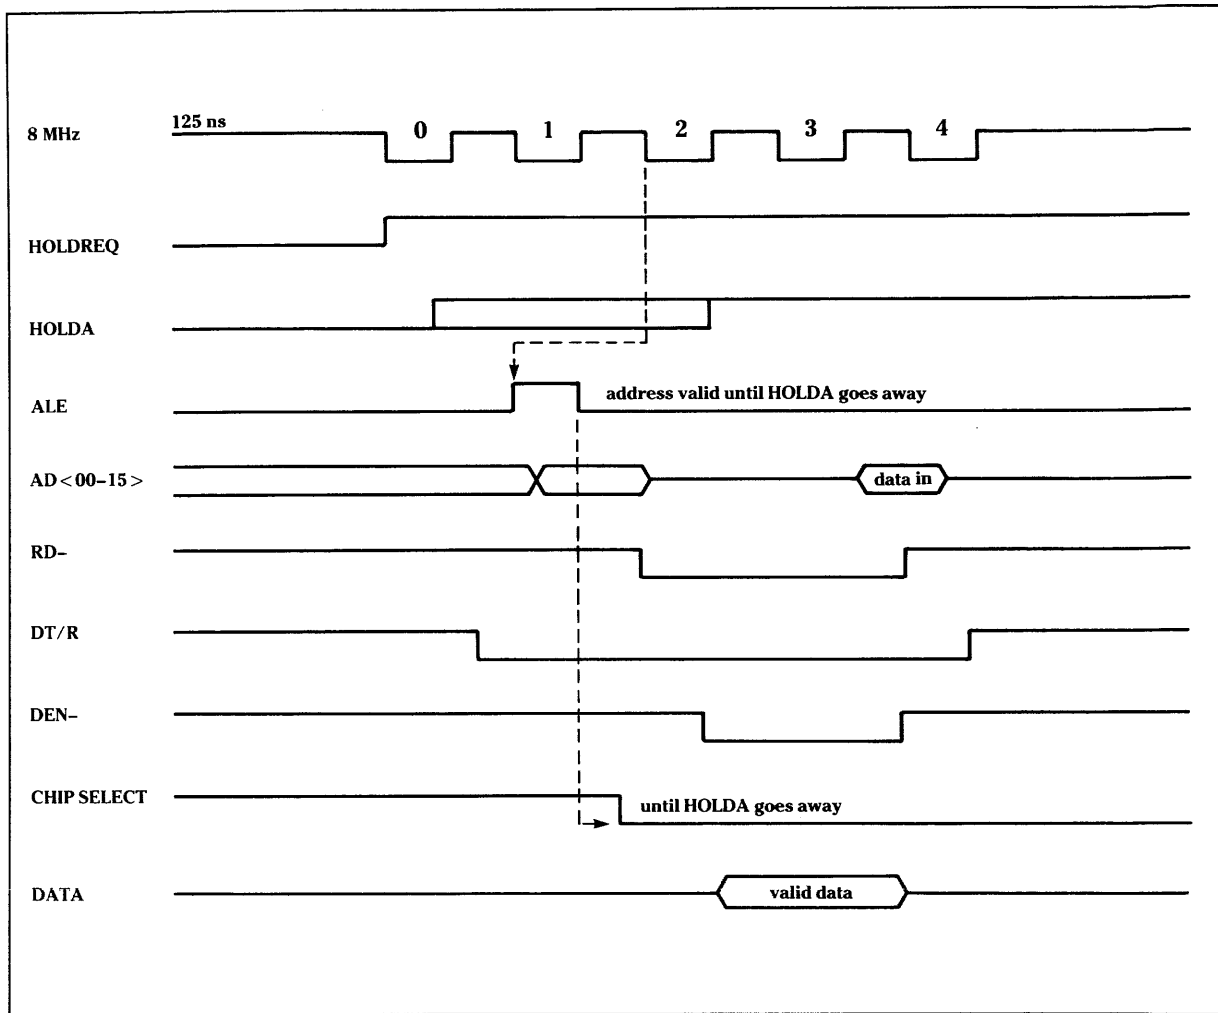 125 ns
8 MHz
0 1 2 3 4
HOLDREQ
HOLDA
ALE
address valid until HOLDA goes away
AD<00–15>
data in
RD–
DT/R
DEN–
CHIP SELECT
until HOLDA goes away
DATA
valid data